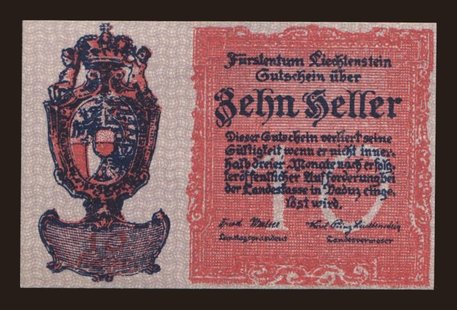 Fürstentum Liechtenstein
Gutschein über
Zehn Heller
Dieser Gutschein verliert seine
Gültigkeit wenn er nicht inner-
halb dreier Monate nach erfolg-
ter öffentlicher Aufforderung bei
der Landeskasse in Vaduz einge-
löst wird.
10
Landtagspräsident Landesverweser